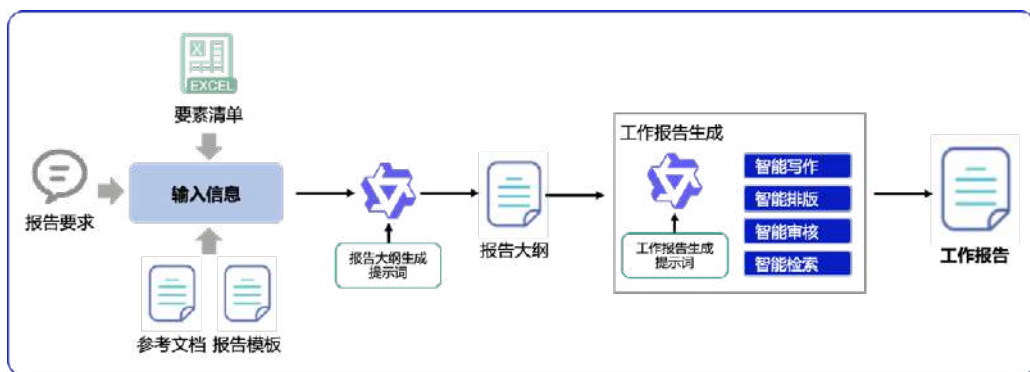 EXCEL
要素清单
报告要求
输入信息
参考文档
报告模板
报告大纲生成
提示词
报告大纲
工作报告生成
工作报告生成
提示词
智能写作
智能排版
智能审核
智能检索
工作报告